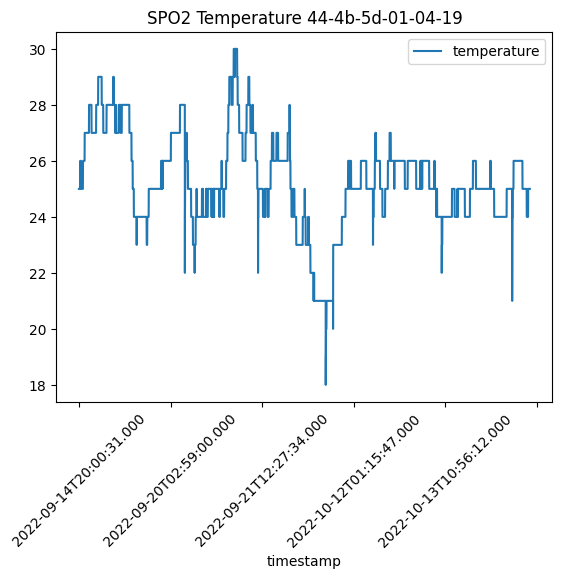 SPO2 Temperature 44-4b-5d-01-04-19
temperature
30
28
26
24
22
20
18
2022-09-14T20:00:31.000
2022-09-20T02:59:00.000
2022-09-21T12:27:34.000
2022-10-12T01:15:47.000
2022-10-13T10:56:12.000
timestamp